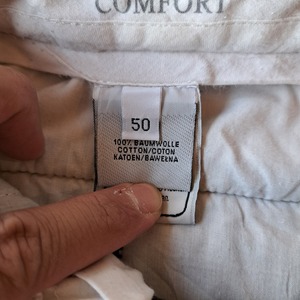 COMFORT
50
100% BAUMWOLLE
COTTON/COTON
KATOEN/BAWEŁNA